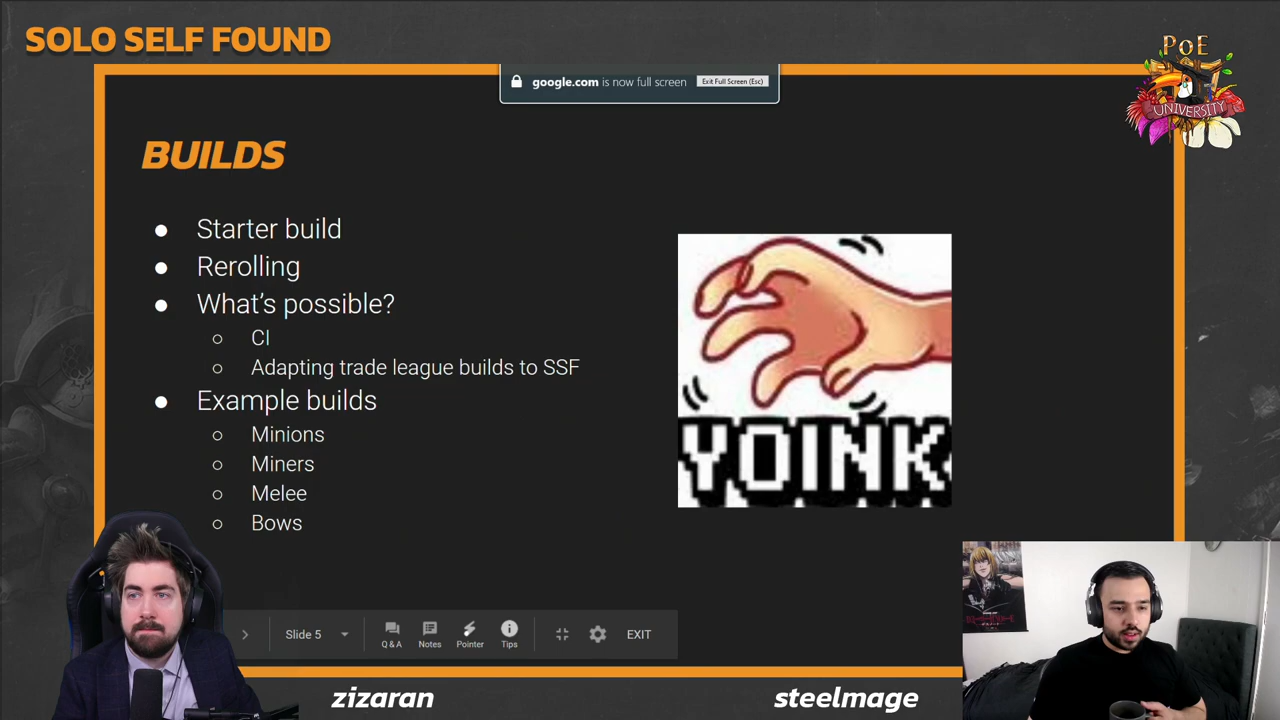 SOLO SELF FOUND
PoE
UNIVERSITY
google.com is now full screen Exit Full Screen (Esc)
BUILDS
Starter build
Rerolling
What's possible?
CI
Adapting trade league builds to SSF
Example builds
Minions
Miners
Melee
Bows
YOINK
Slide 5
Q & A
Notes
Pointer
Tips
EXIT
zizaran
steelmage